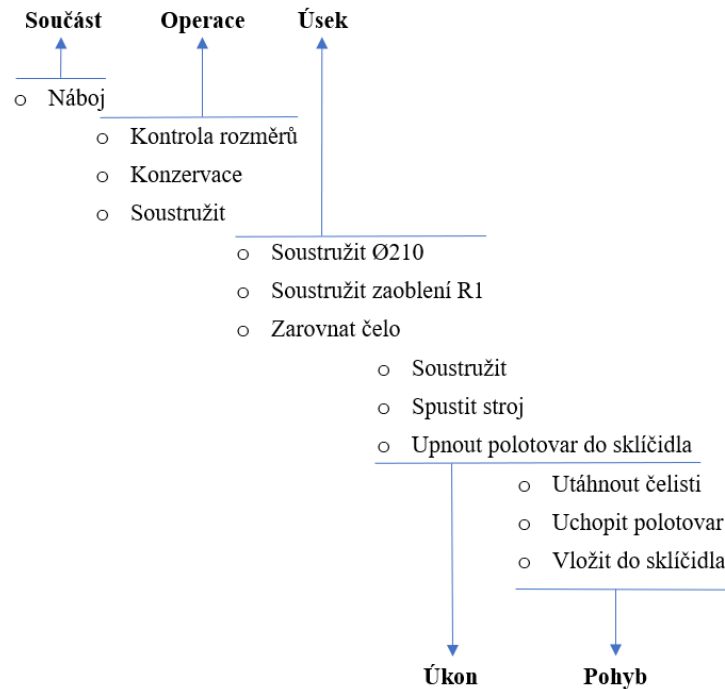 Součást Operace Úsek
o Náboj
o Kontrola rozměrů
o Konzervace
o Soustružit
o Soustružit Ø210
o Soustružit zaoblení R1
o Zarovnat čelo
o Soustružit
o Spustit stroj
o Upnout polotovar do sklíčidla
o Utáhnout čelisti
o Uchopit polotovar
o Vložit do sklíčidla
Úkon Pohyb